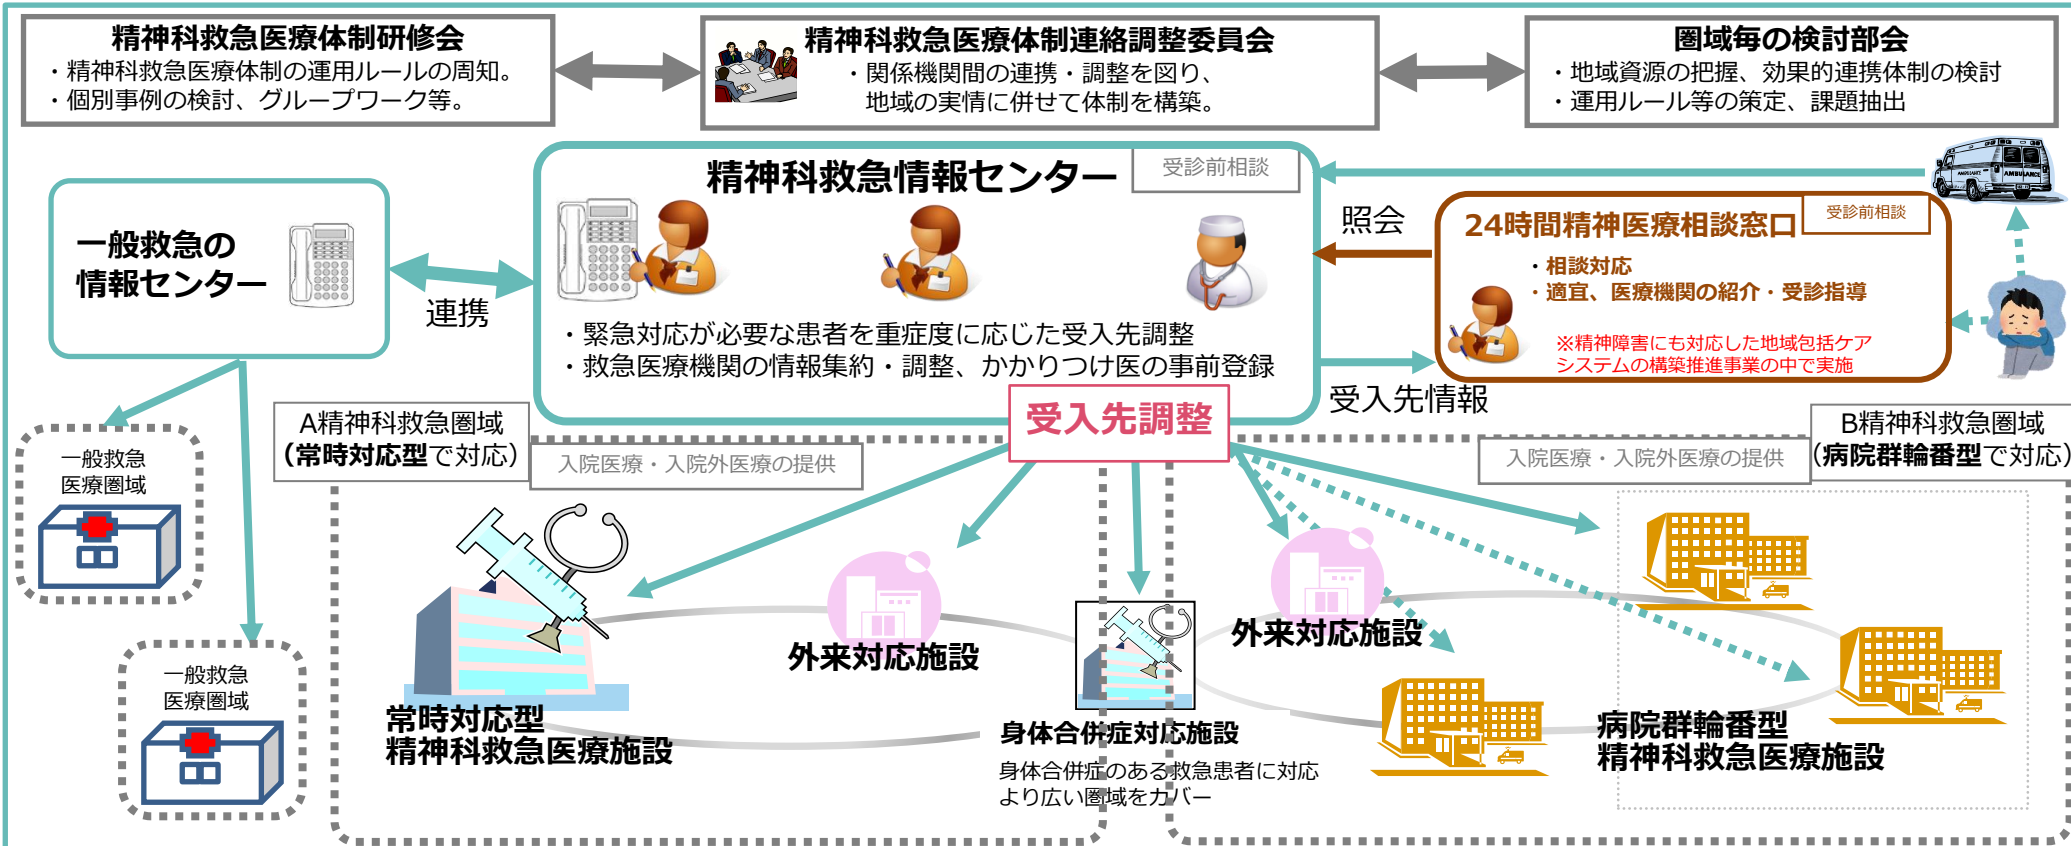 精神科救急医療体制研修会
・精神科救急医療体制の運用ルールの周知。
・個別事例の検討、グループワーク等。
精神科救急医療体制連絡調整委員会
・関係機関間の連携・調整を図り、
地域の実情に併せて体制を構築。
圏域毎の検討部会
・地域資源の把握、効果的連携体制の検討
・運用ルール等の策定、課題抽出
精神科救急情報センター
受診前相談
・緊急対応が必要な患者を重症度に応じた受入先調整
・救急医療機関の情報集約・調整、かかりつけ医の事前登録
一般救急の
情報センター
連携
照会
受入先情報
AMBULANCE
AMBULANCE
24時間精神医療相談窓口
受診前相談
・相談対応
・適宜、医療機関の紹介・受診指導
※精神障害にも対応した地域包括ケア
システムの構築推進事業の中で実施
受入先調整
A精神科救急圏域
(常時対応型で対応)
入院医療・入院外医療の提供
入院医療・入院外医療の提供
B精神科救急圏域
(病院群輪番型で対応)
一般救急
医療圏域
一般救急
医療圏域
外来対応施設
外来対応施設
常時対応型
精神科救急医療施設
身体合併症対応施設
身体合併症のある救急患者に対応
より広い圏域をカバー
病院群輪番型
精神科救急医療施設